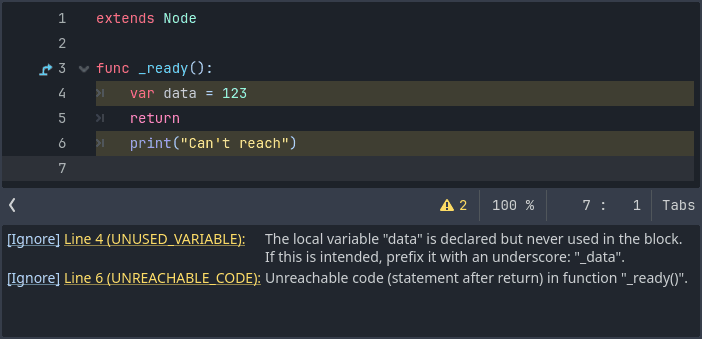 1 extends Node
2
3 func _ready():
4 var data = 123
5 return
6 print("Can't reach")
7
2 100 % 7 : 1 Tabs
[Ignore] Line 4 (UNUSED_VARIABLE): The local variable "data" is declared but never used in the block.
If this is intended, prefix it with an underscore: "_data".
[Ignore] Line 6 (UNREACHABLE_CODE): Unreachable code (statement after return) in function "_ready()".